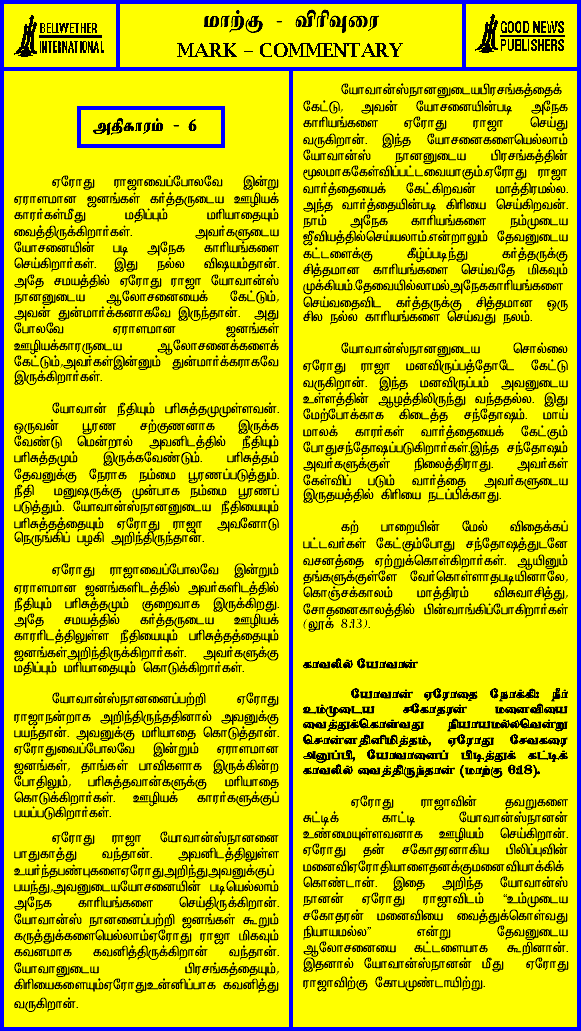 BELWETHER
INTERNATIONAL
மாற்கு - விரிவுரை
MARK – COMMENTARY
GOOD NEWS
PUBLISHERS
அதிகாரம் - 6
ஏரோது ராஜாவைப்போலவே இன்று
ஏராளமான ஜனங்கள் கர்த்தருடைய ஊழியக்
காரர்கள்மீது மதிப்பும் மரியாதையும்
வைத்திருக்கிறார்கள். அவர்களுடைய
யோசனையின் படி அநேக காரியங்களை
செய்கிறார்கள். இது நல்ல விஷயம்தான்.
அதே சமயத்தில் ஏரோது ராஜா யோவான்ஸ்
நானனுடைய ஆலோசனையைக் கேட்டும்,
அவன் துன்மார்க்கனாகவே இருந்தான். அது
போலவே ஏராளமான ஜனங்கள்
ஊழியக்காரருடைய ஆலோசனைக்களைக்
கேட்டும்,அவர்கள்இன்னும் துன்மார்க்கராகவே
இருக்கிறார்கள்.
யோவான் நீதியும் பரிசுத்தமுமுள்ளவன்.
ஒருவன் பூரண சற்குணனாக இருக்க
வேண்டு மென்றால் அவனிடத்தில் நீதியும்
பரிசுத்தமும் இருக்கவேண்டும். பரிசுத்தம்
தேவனுக்கு நேராக நம்மை பூரணப்படுத்தும்.
நீதி மனுஷருக்கு முன்பாக நம்மை பூரணப்
படுத்தும். யோவான்ஸ்நானனுடைய நீதியையும்
பரிசுத்தத்தையும் ஏரோது ராஜா அவனோடு
நெருங்கிப் பழகி அறிந்திருந்தான்.
ஏரோது ராஜாவைப்போலவே இன்றும்
ஏராளமான ஜனங்களிடத்தில் அவர்களிடத்தில்
நீதியும் பரிசுத்தமும் குறைவாக இருக்கிறது.
அதே சமயத்தில் கர்த்தருடைய ஊழியக்
காரரிடத்திலுள்ள நீதியையும் பரிசுத்தத்தையும்
ஜனங்கள்அறிந்திருக்கிறார்கள். அவர்களுக்கு
மதிப்பும் மரியாதையும் கொடுக்கிறார்கள்.
யோவான்ஸ்நானனைப்பற்றி ஏரோது
ராஜாநன்றாக அறிந்திருந்ததினால் அவனுக்கு
பயந்தான். அவனுக்கு மரியாதை கொடுத்தான்.
ஏரோதுவைப்போலவே இன்றும் ஏராளமான
ஜனங்கள், தாங்கள் பாவிகளாக இருக்கின்ற
போதிலும், பரிசுத்தவான்களுக்கு மரியாதை
கொடுக்கிறார்கள். ஊழியக் காரர்களுக்குப்
பயப்படுகிறார்கள்.
ஏரோது ராஜா யோவான்ஸ்நானனை
பாதுகாத்து வந்தான். அவனிடத்திலுள்ள
உயர்ந்தபண்புகளைஏரோதுஅறிந்துஅவனுக்குப்
பயந்து,அவனுடையயோசனையின் படியெல்லாம்
அநேக காரியங்களை செய்திருக்கிறான்.
யோவான்ஸ் நானனைப்பற்றி ஜனங்கள் கூறும்
கருத்துக்களையெல்லாம்ஏரோது ராஜா மிகவும்
கவனமாக கவனித்திருக்கிறான் வந்தான்.
யோவானுடைய பிரசங்கத்தையும்,
கிரியைகளையும்ஏரோதுஉன்னிப்பாக கவனித்து
வருகிறான்.
யோவான்ஸ்நானனுடையபிரசங்கத்தைக்
கேட்டு, அவன் யோசனையின்படி அநேக
காரியங்களை ஏரோது ராஜா செய்து
வருகிறான். இந்த யோசனைகளையெல்லாம்
யோவான்ஸ் நானனுடைய பிரசங்கத்தின்
மூலமாககேள்விப்பட்டவையாகும்.ஏரோது ராஜா
வார்த்தையைக் கேட்கிறவன் மாத்திரமல்ல.
அந்த வார்த்தையின்படி கிரியை செய்கிறவன்.
நாம் அநேக காரியங்களை நம்முடைய
ஜீவியத்தில்செய்யலாம்.என்றாலும் தேவனுடைய
கட்டளைக்கு கீழ்ப்படிந்து கர்த்தருக்கு
சித்தமான காரியங்களை செய்வதே மிகவும்
முக்கியம்.தேவையில்லாமல்,அநேககாரியங்களை
செய்வதைவிட கர்த்தருக்கு சித்தமான ஒரு
சில நல்ல காரியங்களை செய்வது நலம்.
யோவான்ஸ்நானனுடைய சொல்லை
ஏரோது ராஜா மனவிருப்பத்தோடே கேட்டு
வருகிறான். இந்த மனவிருப்பம் அவனுடைய
உள்ளத்தின் ஆழத்திலிருந்து வந்ததல்ல. இது
மேற்போக்காக கிடைத்த சந்தோஷம். மாய்
மாலக் காரர்கள் வார்த்தையைக் கேட்கும்
போதுசந்தோஷப்படுகிறார்கள்.இந்த சந்தோஷம்
அவர்களுக்குள் நிலைத்திராது. அவர்கள்
கேள்விப் படும் வார்த்தை அவர்களுடைய
இருதயத்தில் கிரியை நடப்பிக்காது.
கற் பாறையின் மேல் விதைக்கப்
பட்டவர்கள் கேட்கும்போது சந்தோஷத்துடனே
வசனத்தை ஏற்றுக்கொள்கிறார்கள். ஆயினும்
தங்களுக்குள்ளே வேர்கொள்ளாதபடியினாலே,
கொஞ்சக்காலம் மாத்திரம் விசுவாசித்து,
சோதனைகாலத்தில் பின்வாங்கிப்போகிறார்கள்
(லூக் 8:13).
காவலில் யோவான்
யோவான் ஏரோதை நோக்கி: நீர்
உம்முடைய சகோதரன் மனைவியை
வைத்துக்கொள்வது நியாயமல்லவென்று
சொன்னதினிமித்தம், ஏரோது சேவகரை
அனுப்பி, யோவானைப் பிடித்துக் கட்டிக்
காவலில் வைத்திருந்தான் (மாற்கு 6:18).
ஏரோது ராஜாவின் தவறுகளை
சுட்டிக் காட்டி யோவான்ஸ்நானன்
உண்மையுள்ளவனாக ஊழியம் செய்கிறான்.
ஏரோது தன் சகோதரனாகிய பிலிப்புவின்
மனைவிஏரோதியாளைதனக்குமனைவியாக்கிக்
கொண்டான். இதை அறிந்த யோவான்ஸ்
நானன் ஏரோது ராஜாவிடம் "உம்முடைய
சகோதரன் மனைவியை வைத்துக்கொள்வது
நியாயமல்ல" என்று தேவனுடைய
ஆலோசனையை கட்டளையாக கூறினான்.
இதனால் யோவான்ஸ்நானன் மீது ஏரோது
ராஜாவிற்கு கோபமுண்டாயிற்று.